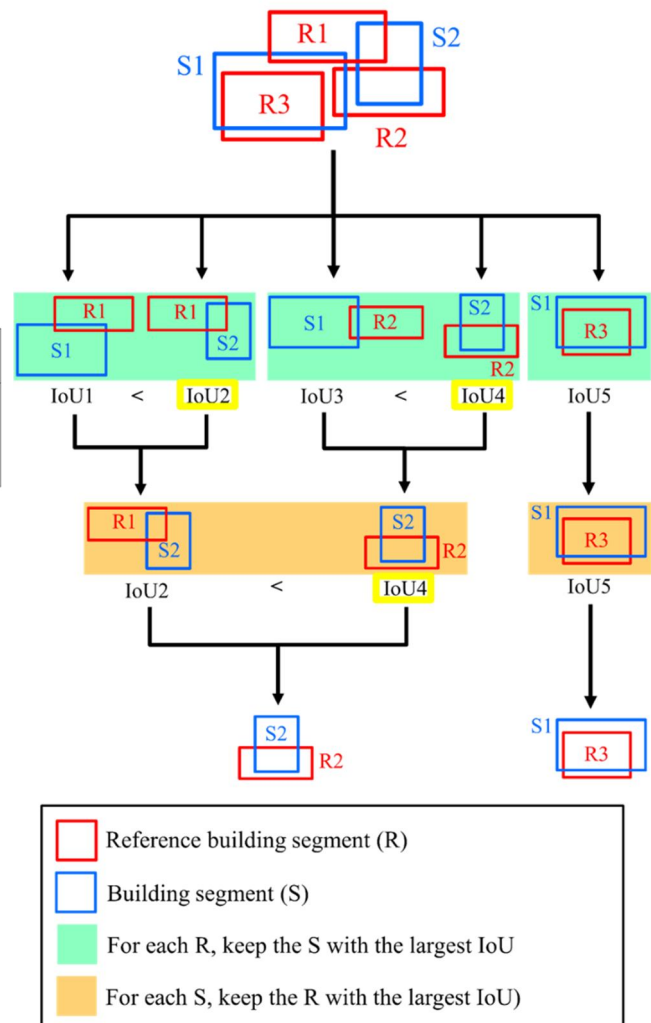 R1
S2
S1
R3
R2
R1
R1
S1
S2
S1
R2
S2
R2
S1
R3
IoU1 < IoU2
IoU3 < IoU4
IoU5
R1
S2
S2
R2
S1
R3
IoU2 < IoU4
IoU5
S2
R2
S1
R3
Reference building segment (R)
Building segment (S)
For each R, keep the S with the largest IoU
For each S, keep the R with the largest IoU)